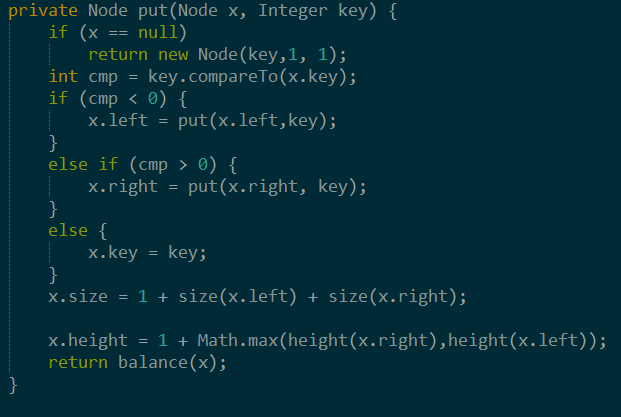 private Node put(Node x, Integer key) {
    if (x == null)
        return new Node(key,1, 1);
    int cmp = key.compareTo(x.key);
    if (cmp < 0) {
        x.left = put(x.left,key);
    }
    else if (cmp > 0) {
        x.right = put(x.right, key);
    }
    else {
        x.key = key;
    }
    x.size = 1 + size(x.left) + size(x.right);

    x.height = 1 + Math.max(height(x.right),height(x.left));
    return balance(x);
}